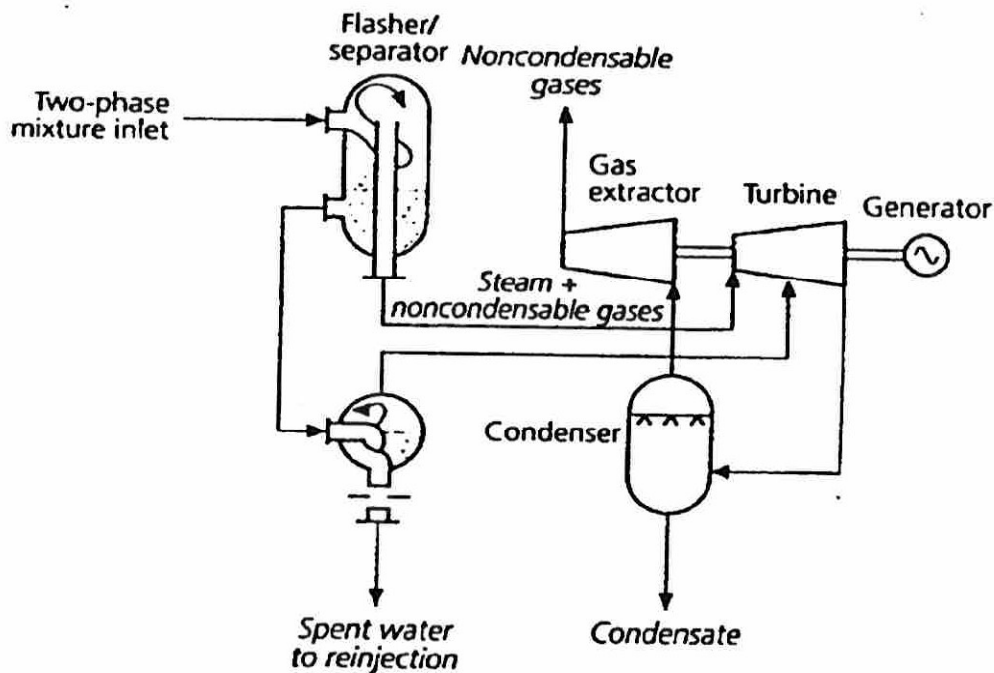 Flasher/
separator
Noncondensable
gases
Two-phase
mixture inlet
Gas
extractor
Turbine
Generator
Steam +
noncondensable gases
Condenser
Spent water
to reinjection
Condensate